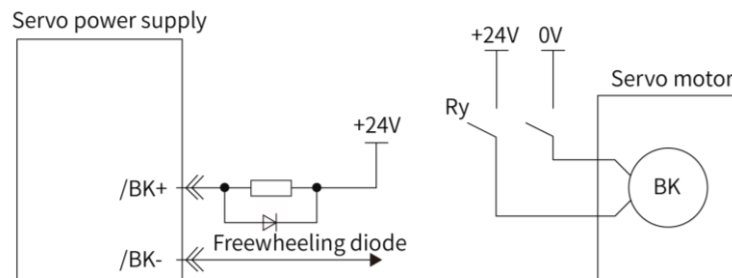 Servo power supply
+24V
/BK+
Freewheeling diode
/BK-
+24V 0V
Servo motor
Ry
BK